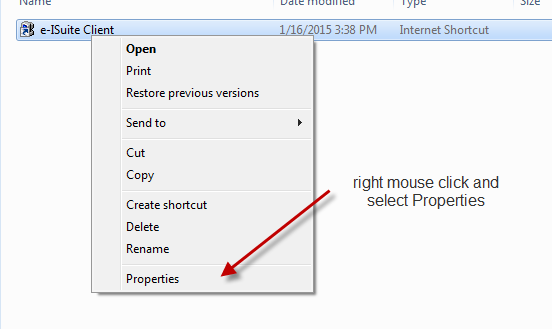 Name Date modified Type Size
e-ISuite Client 1/16/2015 3:38 PM Internet Shortcut
Open
Print
Restore previous versions
Send to
Cut
Copy
right mouse click and
select Properties
Create shortcut
Delete
Rename
Properties